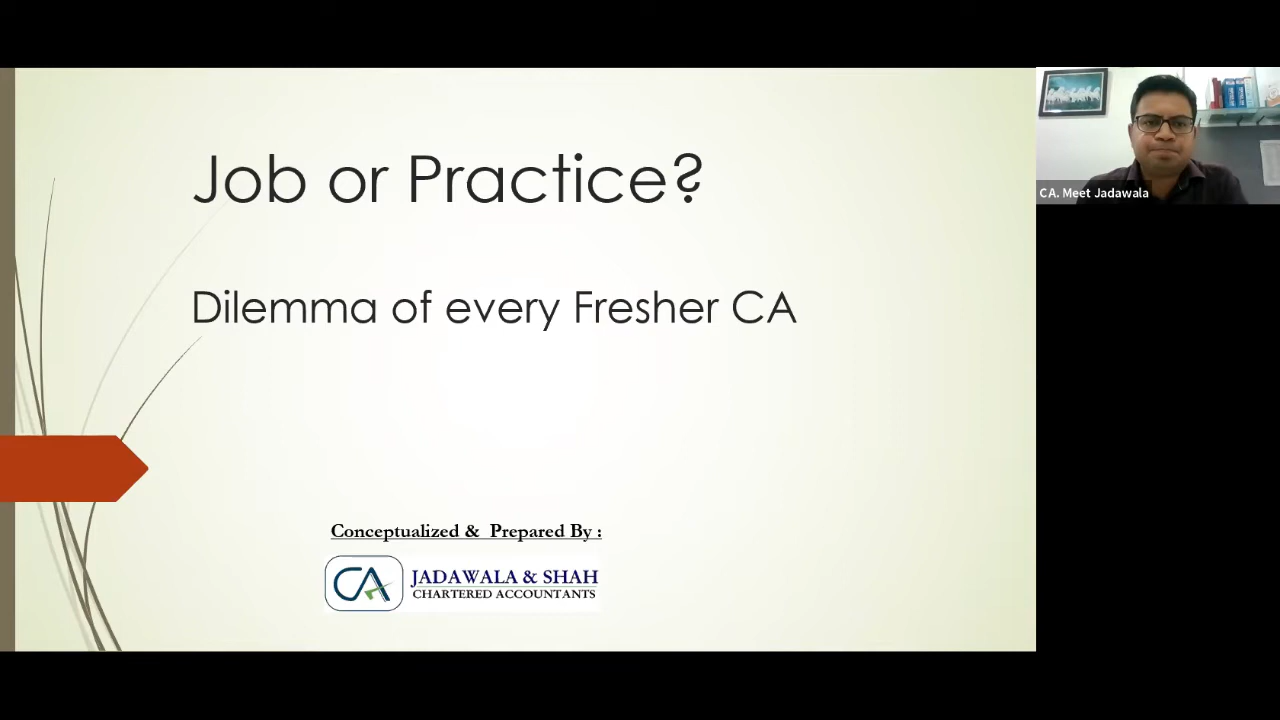 Job or Practice?
Dilemma of every Fresher CA
Conceptualized & Prepared By :
CA
JADAWALA & SHAH
CHARTERED ACCOUNTANTS
CA. Meet Jadawala